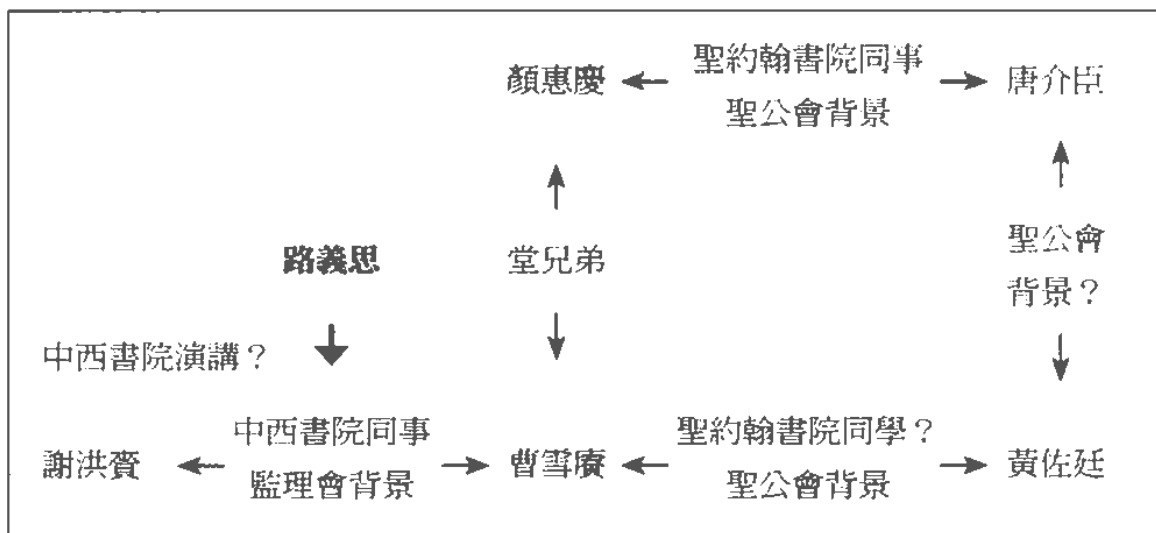 顏惠慶
聖約翰書院同事
聖公會背景
唐介臣
路義思
堂兄弟
聖公會
背景？
中西書院演講？
謝洪賚
中西書院同事
監理會背景
曹雪賡
聖約翰書院同學？
聖公會背景
黃佐廷